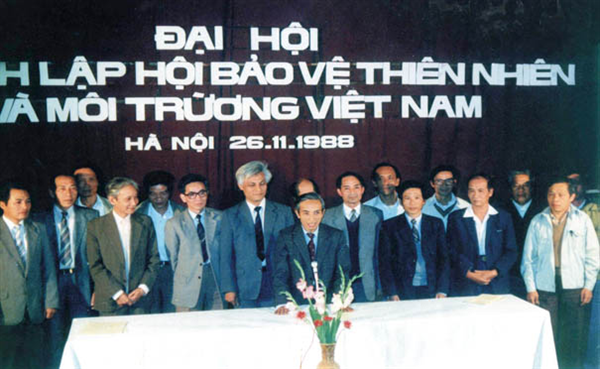 ĐẠI HỘI
H LẬP HỘI BẢO VỆ THIÊN NHIÊN
VÀ MÔI TRƯỜNG VIỆT NAM
HÀ NỘI 26.11.1988